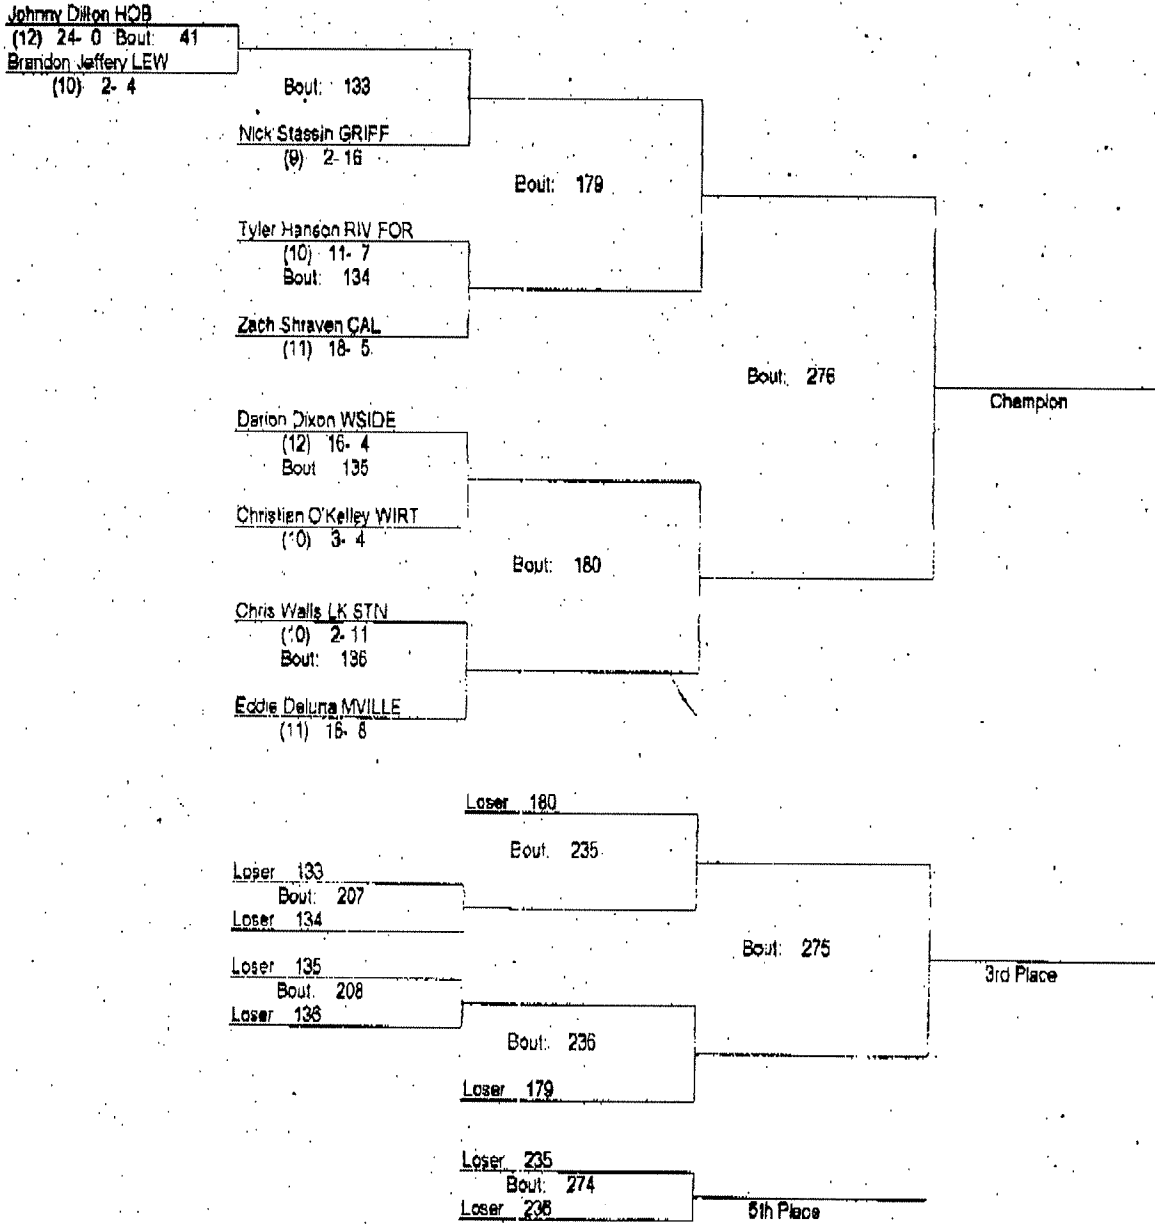 Johnny Dilton HOB
(12) 24- 0 Bout: 41
Brandon Jeffery LEW
(10) 2- 4
Bout: 133
Nick Stassin GRIFF
(9) 2-16
Bout: 179
Tyler Hanson RIV FOR
(10) 11- 7
Bout: 134
Zach Shraven CAL
(11) 18- 5
Bout: 276
Champion
Darion Dixon WSIDE
(12) 16- 4
Bout 135
Christian O'Kelley WIRT
(10) 3- 4
Bout: 180
Chris Walls LK STN
(10) 2-11
Bout: 136
Eddie Deluna MVILLE
(11) 15- 8
Loser 180
Bout. 235
Loser 133
Bout: 207
Loser 134
Bout: 275
Loser 135
3rd Place
Bout. 208
Loser 136
Bout: 236
Loser 179
Loser 235
Bout: 274
Loser 236
5th Place